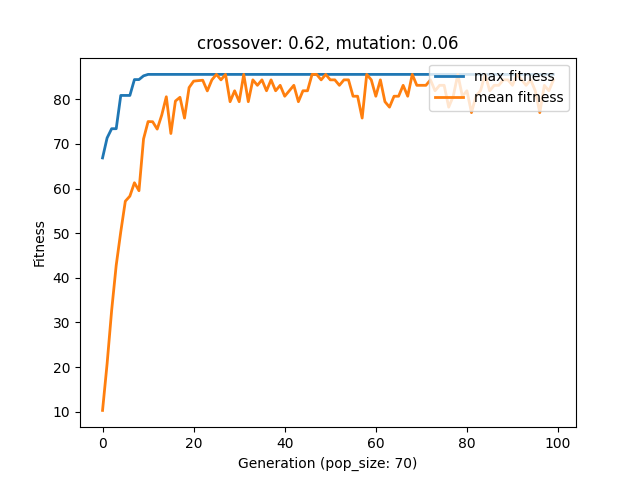 crossover: 0.62, mutation: 0.06
max fitness
mean fitness
Fitness
80
70
60
50
40
30
20
10
0 20 40 60 80 100
Generation (pop_size: 70)